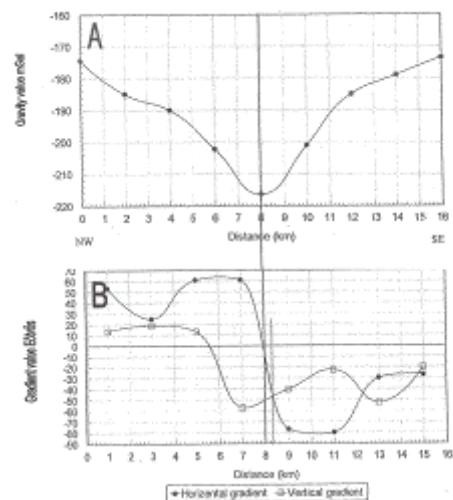 A
Gravity value mGal
-160
-170
-180
-190
-200
-210
-220
0 1 2 3 4 5 6 7 8 9 10 11 12 13 14 15 16
NW Distance (km) SE
B
Gradient value Eötvös
70
60
50
40
30
20
10
0
-10
-20
-30
-40
-50
-60
-70
-80
-90
0 1 2 3 4 5 6 7 8 9 10 11 12 13 14 15 16
Distance (km)
Horizontal gradient Vertical gradient